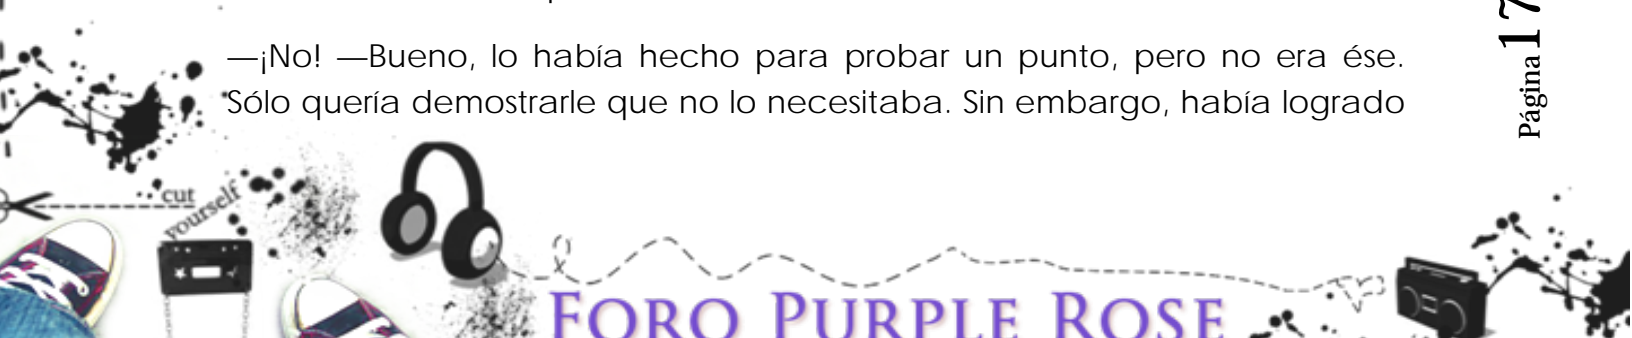 —¡No! —Bueno, lo había hecho para probar un punto, pero no era ése.
Sólo quería demostrarle que no lo necesitaba. Sin embargo, había logrado
Página17
cut
yourself
FORO PURPLE ROSE